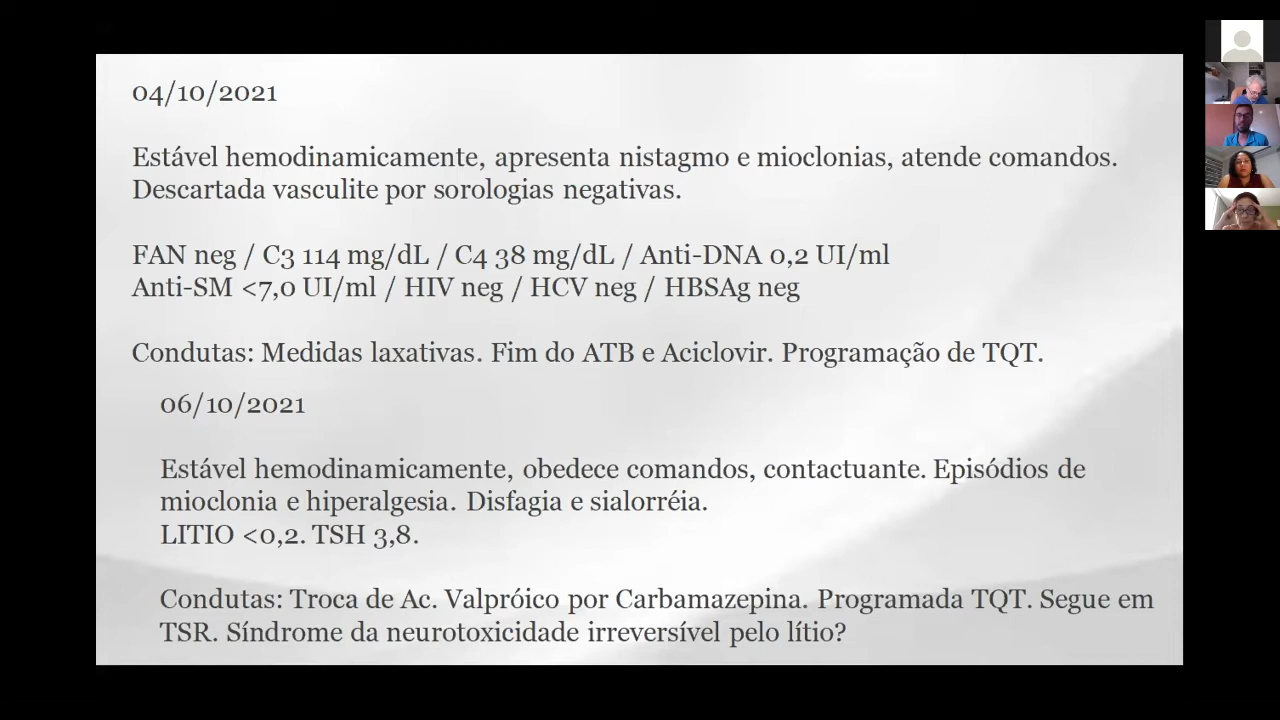 04/10/2021
Estável hemodinamicamente, apresenta nistagmo e mioclonias, atende comandos.
Descartada vasculite por sorologias negativas.
FAN neg / C3 114 mg/dL / C4 38 mg/dL / Anti-DNA 0,2 UI/ml
Anti-SM <7,0 UI/ml / HIV neg / HCV neg / HBSAg neg
Condutas: Medidas laxativas. Fim do ATB e Aciclovir. Programação de TQT.
06/10/2021
Estável hemodinamicamente, obedece comandos, contactuante. Episódios de
mioclonia e hiperalgesia. Disfagia e sialorréia.
LITIO <0,2. TSH 3,8.
Condutas: Troca de Ac. Valpróico por Carbamazepina. Programada TQT. Segue em
TSR. Síndrome da neurotoxicidade irreversível pelo lítio?